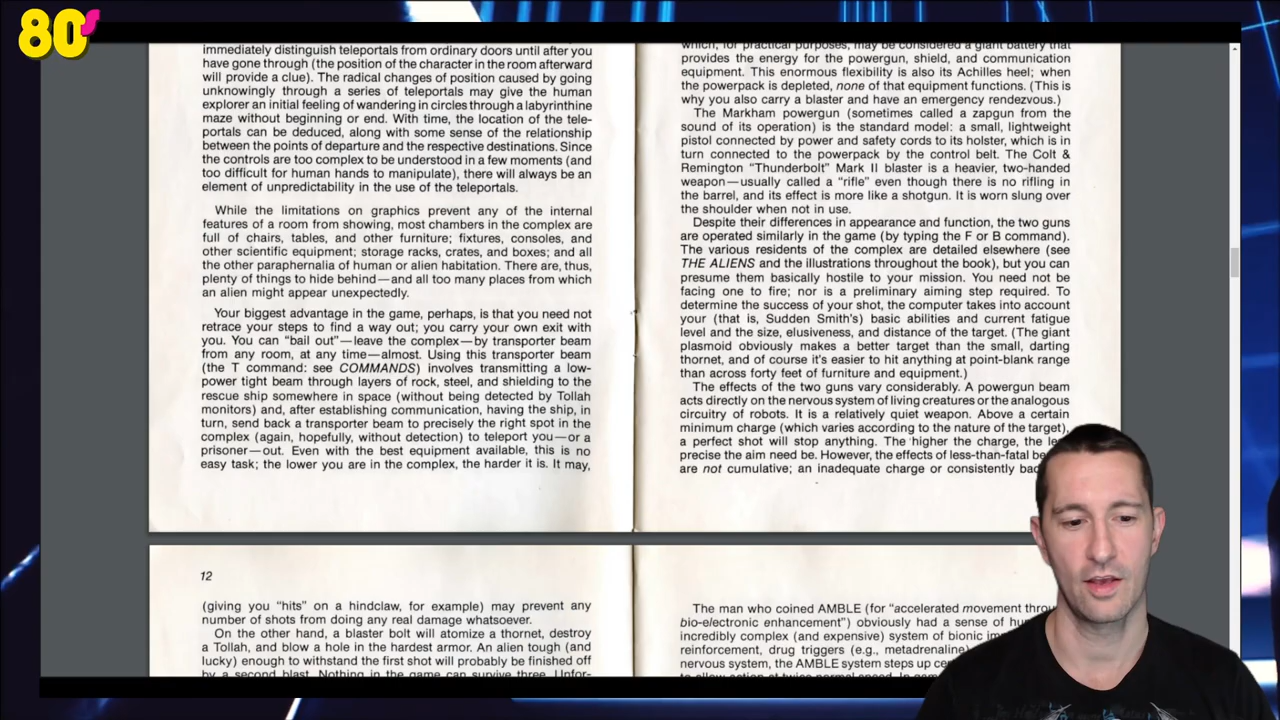 80's
immediately distinguish teleportals from ordinary doors until after you
have gone through (the position of the character in the room afterward
will provide a clue). The radical changes of position caused by going
unknowingly through a series of teleportals may give the human
explorer an initial feeling of wandering in circles through a labyrinthine
maze without beginning or end. With time, the location of the tele-
portals can be deduced, along with some sense of the relationship
between the points of departure and the respective destinations. Since
the controls are too complex to be understood in a few moments (and
too difficult for human hands to manipulate), there will always be an
element of unpredictability in the use of the teleportals.
While the limitations on graphics prevent any of the internal
features of a room from showing, most chambers in the complex are
full of chairs, tables, and other furniture; fixtures, consoles, and
other scientific equipment; storage racks, crates, and boxes; and all
the other paraphernalia of human or alien habitation. There are, thus,
plenty of things to hide behind—and all too many places from which
an alien might appear unexpectedly.
Your biggest advantage in the game, perhaps, is that you need not
retrace your steps to find a way out; you carry your own exit with
you. You can "bail out"—leave the complex—by transporter beam
from any room, at any time—almost. Using this transporter beam
(the T command: see COMMANDS) involves transmitting a low-
power tight beam through layers of rock, steel, and shielding to the
rescue ship somewhere in space (without being detected by Tollah
monitors) and, after establishing communication, having the ship, in
turn, send back a transporter beam to precisely the right spot in the
complex (again, hopefully, without detection) to teleport you—or a
prisoner—out. Even with the best equipment available, this is no
easy task; the lower you are in the complex, the harder it is. It may,
which, for practical purposes, may be considered a giant battery that
provides the energy for the powergun, shield, and communication
equipment. This enormous flexibility is also its Achilles heel; when
the powerpack is depleted, none of that equipment functions. (This is
why you also carry a blaster and have an emergency rendezvous.)
The Markham powergun (sometimes called a zapgun from the
sound of its operation) is the standard model: a small, lightweight
pistol connected by power and safety cords to its holster, which is in
turn connected to the powerpack by the control belt. The Colt &
Remington "Thunderbolt" Mark II blaster is a heavier, two-handed
weapon—usually called a "rifle" even though there is no rifling in
the barrel, and its effect is more like a shotgun. It is worn slung over
the shoulder when not in use.
Despite their differences in appearance and function, the two guns
are operated similarly in the game (by typing the F or B command).
The various residents of the complex are detailed elsewhere (see
THE ALIENS and the illustrations throughout the book), but you can
presume them basically hostile to your mission. You need not be
facing one to fire; nor is a preliminary aiming step required. To
determine the success of your shot, the computer takes into account
your (that is, Sudden Smith's) basic abilities and current fatigue
level and the size, elusiveness, and distance of the target. (The giant
plasmoid obviously makes a better target than the small, darting
thornet, and of course it's easier to hit anything at point-blank range
than across forty feet of furniture and equipment.)
The effects of the two guns vary considerably. A powergun beam
acts directly on the nervous system of living creatures or the analogous
circuitry of robots. It is a relatively quiet weapon. Above a certain
minimum charge (which varies according to the nature of the target),
a perfect shot will stop anything. The higher the charge, the
precise the aim need be. However, the effects of less-than-fatal
are not cumulative; an inadequate charge or consistently
12
(giving you "hits" on a hindclaw, for example) may prevent any
number of shots from doing any real damage whatsoever.
On the other hand, a blaster bolt will atomize a thornet, destroy
a Tollah, and blow a hole in the hardest armor. An alien tough (and
lucky) enough to withstand the first shot will probably be finished off
by a second blast. Nothing in the game can survive three. Unfor-
The man who coined AMBLE (for "accelerated movement
bio-electronic enhancement") obviously had a sense of
incredibly complex (and expensive) system of bionic
reinforcement, drug triggers (e.g., metadrenaline)
nervous system, the AMBLE system steps up
to allow action at twice normal speed. In